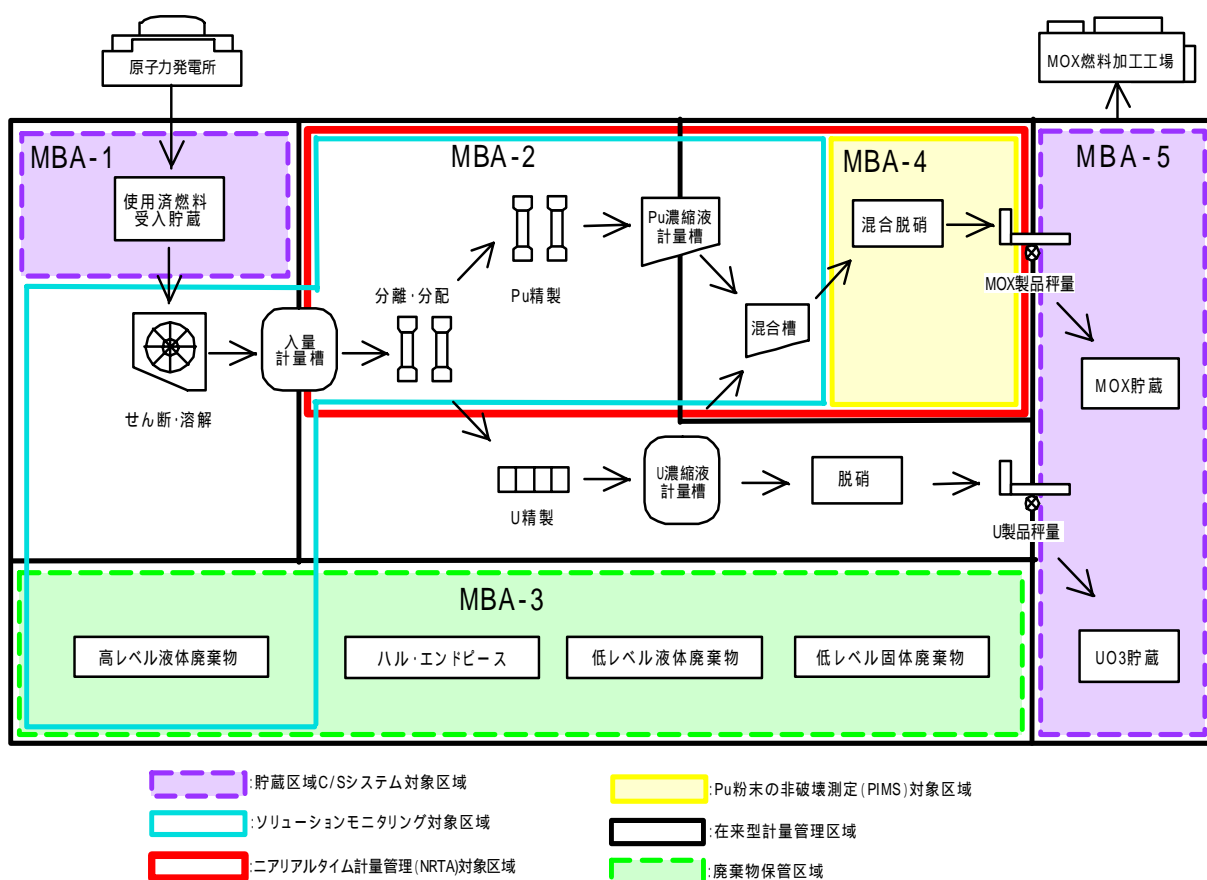 原子力発電所
MOX燃料加工工場
MBA-1
MBA-2
MBA-4
MBA-5
使用済燃料
受入貯蔵
Pu濃縮液
計量槽
混合脱硝
MOX製品秤量
分離・分配
Pu精製
入量
計量槽
混合槽
MOX貯蔵
せん断・溶解
U濃縮液
計量槽
脱硝
U精製
U製品秤量
MBA-3
高レベル液体廃棄物
ハル・エンドピース
低レベル液体廃棄物
低レベル固体廃棄物
UO3貯蔵
:貯蔵区域C/Sシステム対象区域
:ソリューションモニタリング対象区域
:ニアリアルタイム計量管理(NRTA)対象区域
:Pu粉末の非破壊測定(PIMS)対象区域
:在来型計量管理区域
:廃棄物保管区域